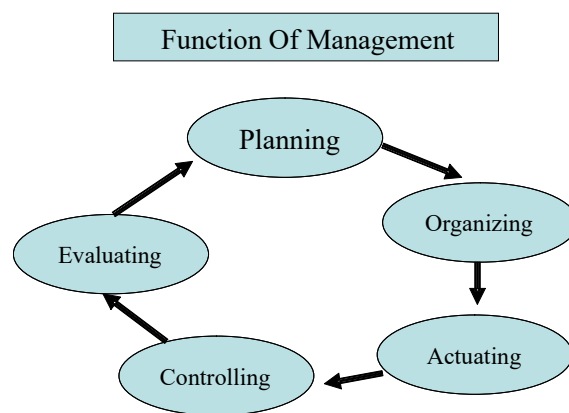 Function Of Management
Planning
Organizing
Actuating
Controlling
Evaluating